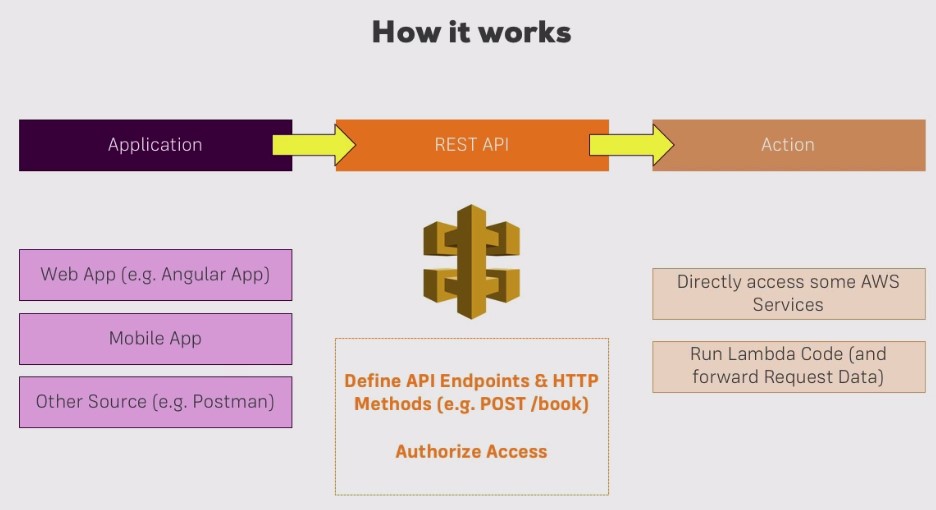 How it works
Application
REST API
Action
Web App (e.g. Angular App)
Mobile App
Other Source (e.g. Postman)
Define API Endpoints & HTTP
Methods (e.g. POST /book)
Authorize Access
Directly access some AWS
Services
Run Lambda Code (and
forward Request Data)